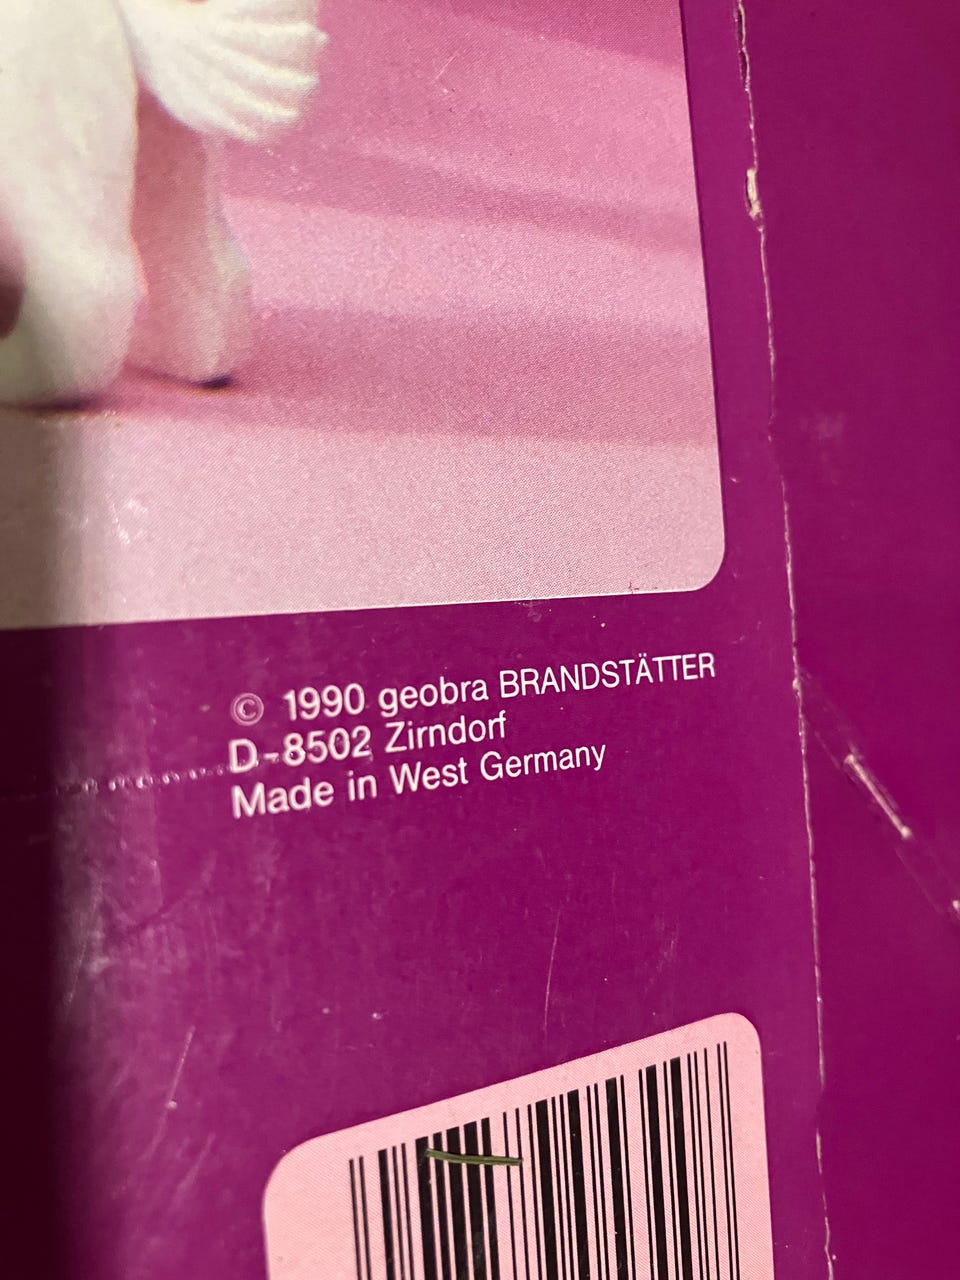 © 1990 geobra BRANDSTÄTTER
D-8502 Zirndorf
Made in West Germany